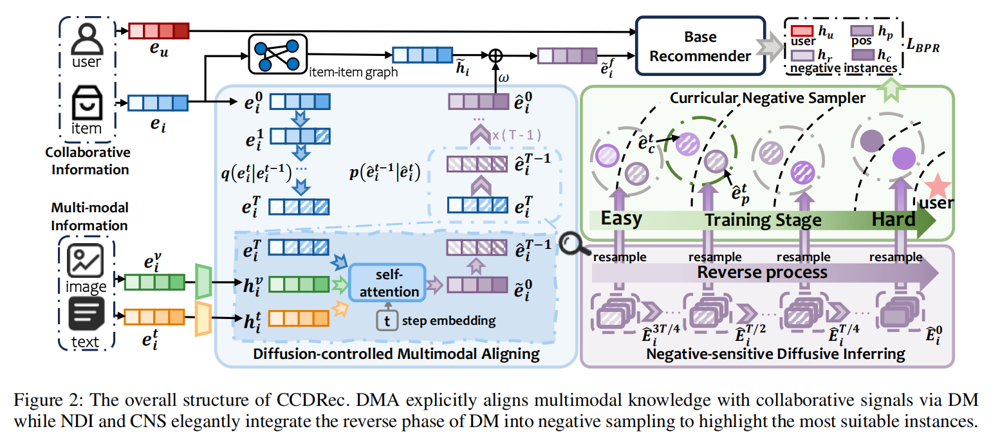 user
e_u
item
e_i
Collaborative
Information
Multi-modal
Information
image
e_i^v
text
e_i^t
item-item graph
h̃_i
ω
ẽ_i^f
Base
Recommender
user h_u
pos h_p
h_r
h_c
negative instances
L_BPR
e_i^0
e_i^1
q(e_i^t|e_i^{t-1})
...
e_i^T
ê_i^0
...
x(T-1)
ê_i^{T-1}
p(ê_i^{t-1}|ê_i^t)
e_i^T
e_i^T
h_i^v
h_i^t
self-
attention
t
step embedding
ê_i^{T-1}
ẽ_i^0
Diffusion-controlled Multimodal Aligning
Curricular Negative Sampler
ê_c^t
ê_p^t
user
Easy
Training Stage
Hard
resample
resample
resample
resample
Reverse process
Ê_i^{3T/4}
...
Ê_i^{T/2}
...
Ê_i^{T/4}
...
Ê_i^0
Negative-sensitive Diffusive Inferring
Figure 2: The overall structure of CCDRec. DMA explicitly aligns multimodal knowledge with collaborative signals via DM
while NDI and CNS elegantly integrate the reverse phase of DM into negative sampling to highlight the most suitable instances.